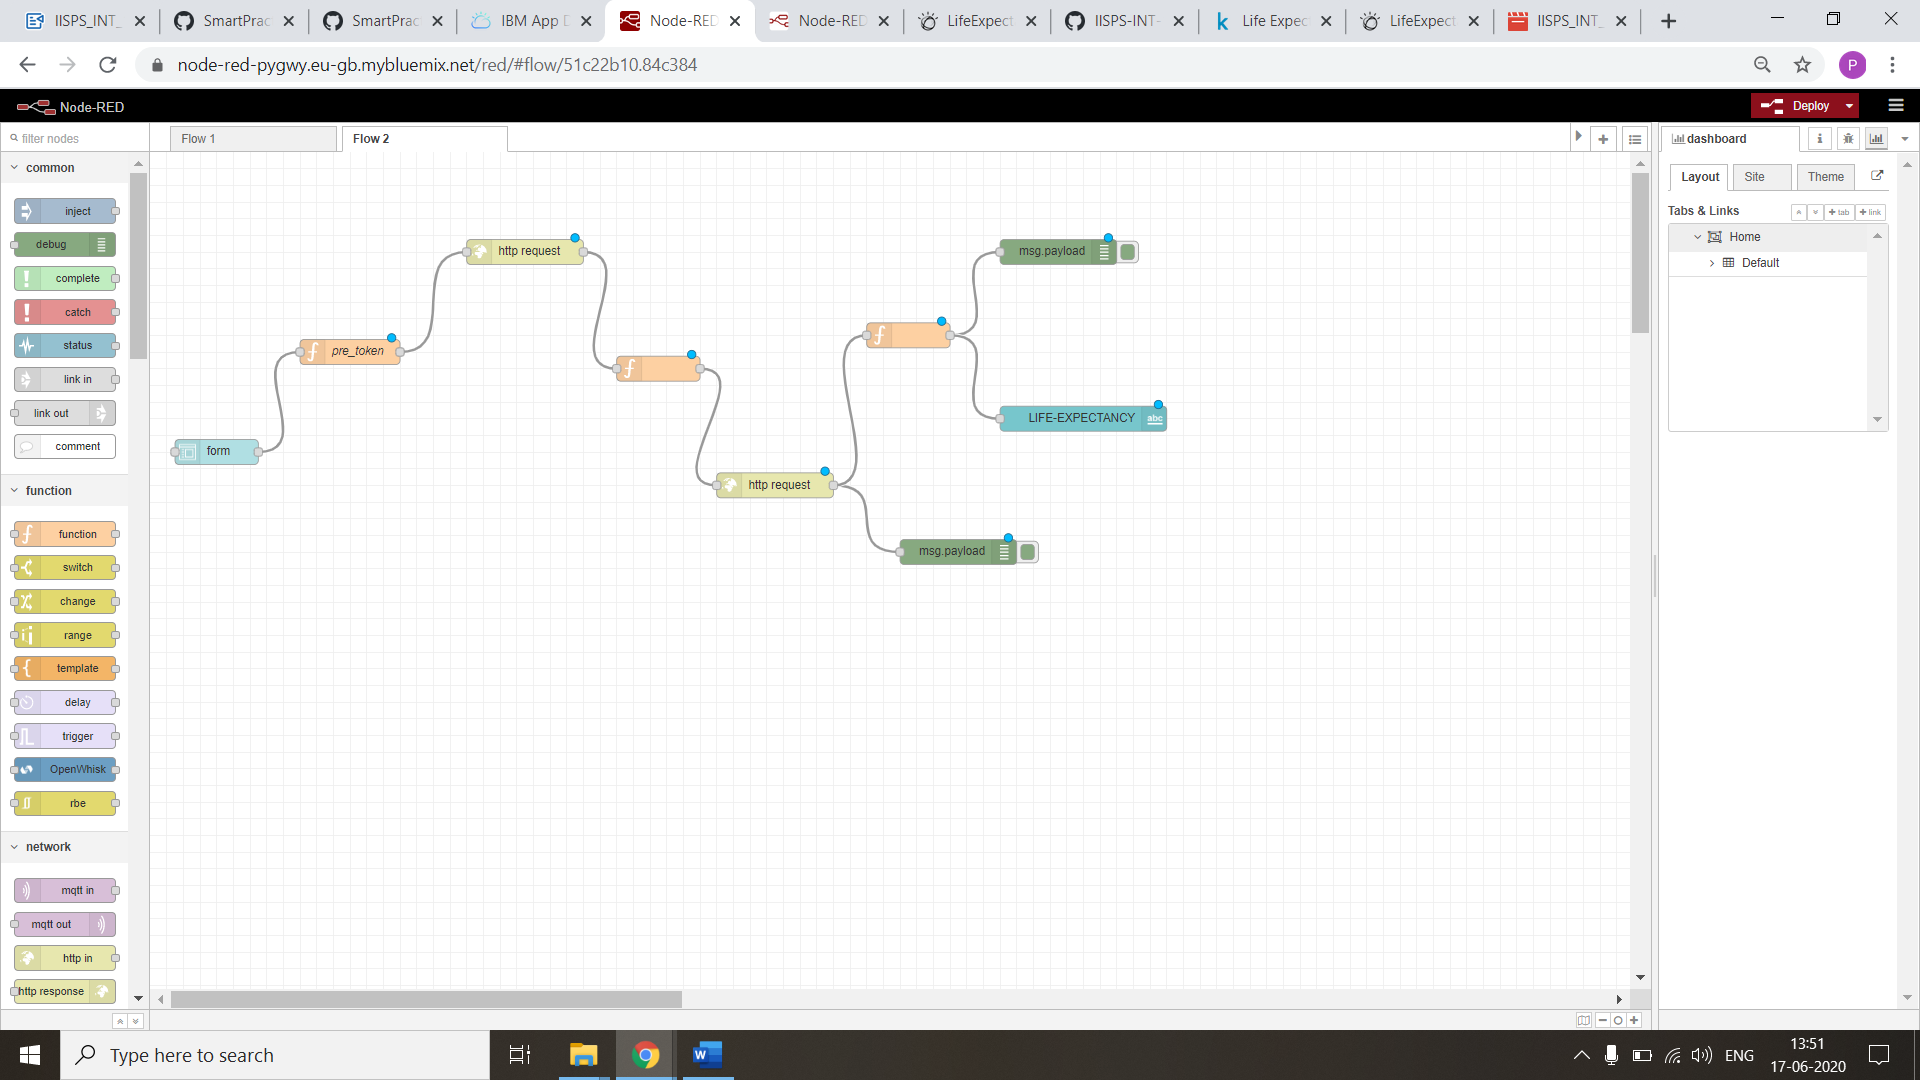 IISPS_INT_
SmartPrac
SmartPrac
IBM App D
Node-RED
Node-RED
LifeExpect
IISPS-INT-
Life Expec
LifeExpect
IISPS_INT_
node-red-pygwy.eu-gb.mybluemix.net/red/#flow/51c22b10.84c384
P
Node-RED
Deploy
filter nodes
Flow 1
Flow 2
dashboard
i
common
inject
debug
complete
catch
status
link in
link out
comment
function
function
switch
change
range
template
delay
trigger
OpenWhisk
rbe
network
mqtt in
mqtt out
http in
http response
form
pre_token
http request
http request
msg.payload
LIFE-EXPECTANCY
abc
msg.payload
Layout
Site
Theme
Tabs & Links
tab
link
Home
Default
Type here to search
W
ENG
13:51
17-06-2020